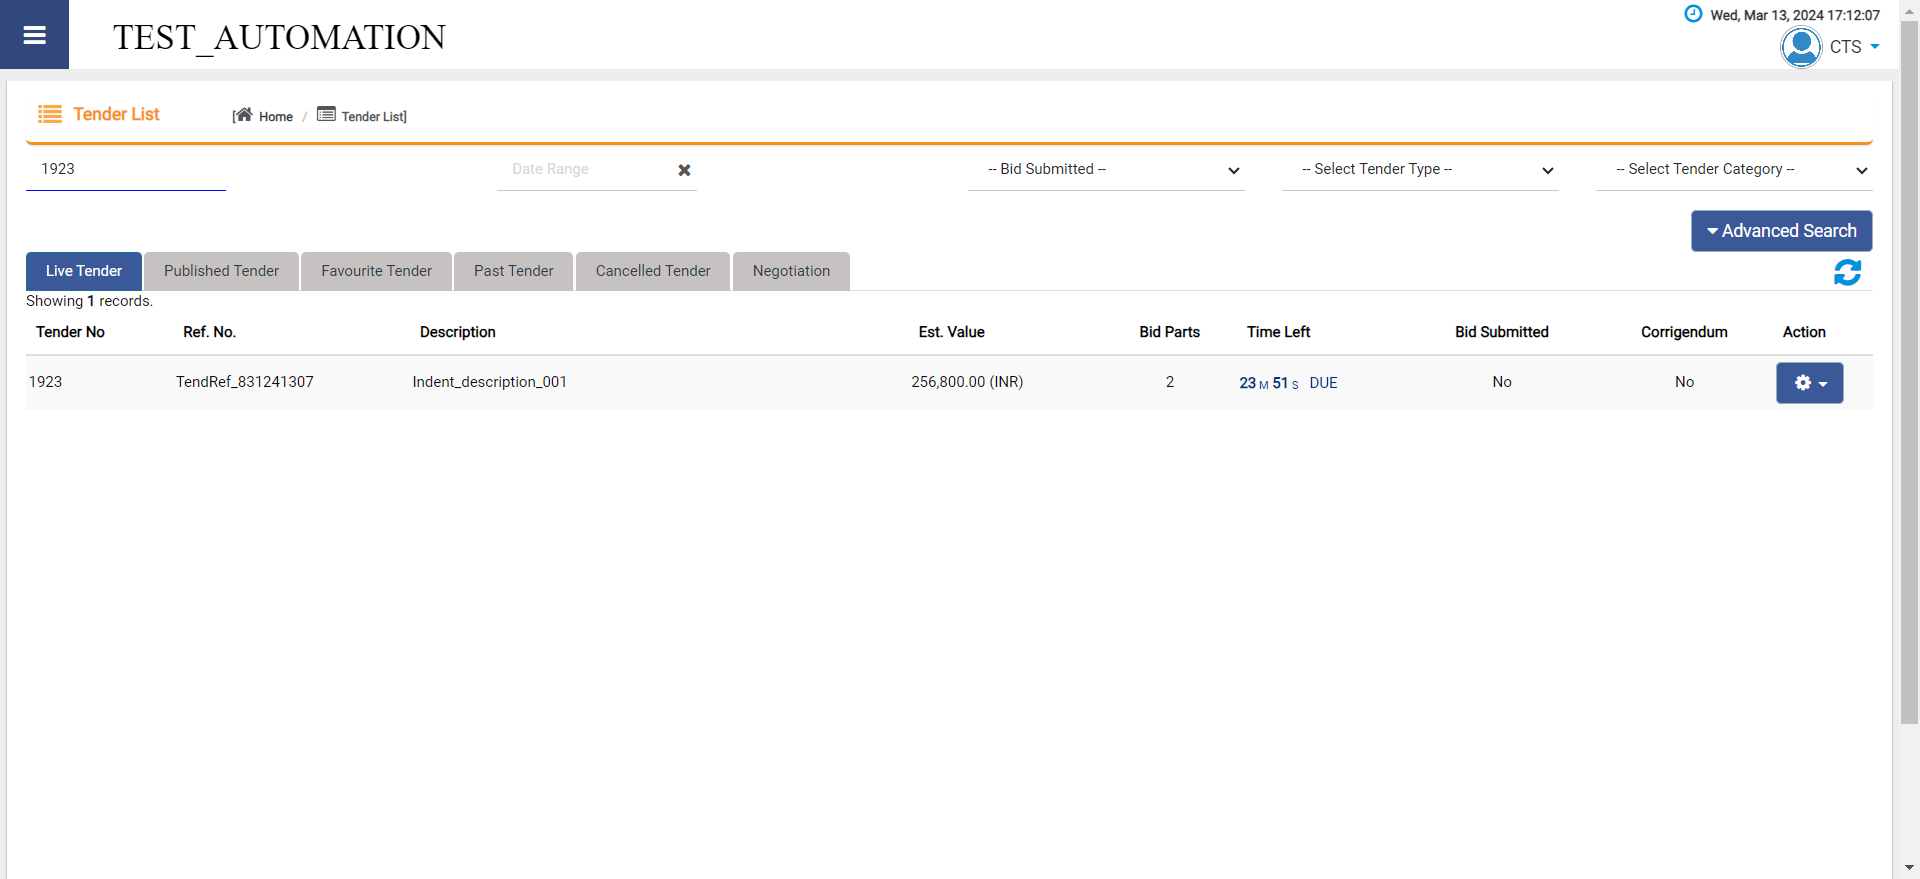 TEST_AUTOMATION
Wed, Mar 13, 2024 17:12:07
CTS
Tender List
[ Home / Tender List]
1923
Date Range
-- Bid Submitted --
-- Select Tender Type --
-- Select Tender Category --
Advanced Search
Live Tender
Published Tender
Favourite Tender
Past Tender
Cancelled Tender
Negotiation
Showing 1 records.
Tender No Ref. No. Description Est. Value Bid Parts Time Left Bid Submitted Corrigendum Action
1923 TendRef_831241307 Indent_description_001 256,800.00 (INR) 2 23 M 51 S DUE No No